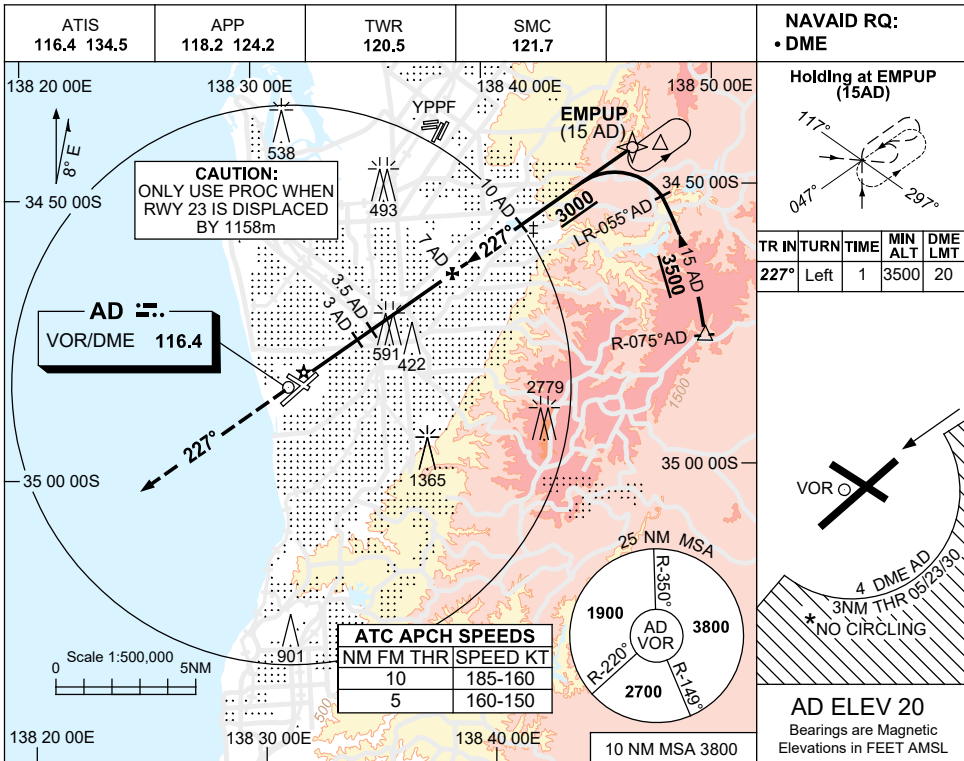 ATIS
116.4 134.5
APP
118.2 124.2
TWR
120.5
SMC
121.7
NAVAID RQ:
• DME
138 20 00E
138 30 00E
138 40 00E
138 50 00E
8° E
538
YPPF
EMPUP
(15 AD)
CAUTION:
ONLY USE PROC WHEN
RWY 23 IS DISPLACED
BY 1158m
34 50 00S
34 50 00S
493
10 AD
3000
LR-055°AD
227°
7 AD
15 AD
3500
3.5 AD
3 AD
AD
VOR/DME 116.4
591
422
R-075°AD
1500
2779
227°
1365
35 00 00S
35 00 00S
901
Scale 1:500,000
0
5NM
ATC APCH SPEEDS
NM FM THR SPEED KT
10 185-160
5 160-150
500
25 NM MSA
R-350°
1900
AD
VOR
3800
R-220°
2700
R-149°
138 20 00E
138 30 00E
138 40 00E
10 NM MSA 3800
Holding at EMPUP
(15AD)
117°
047°
297°
TR IN TURN TIME MIN ALT DME LMT
227° Left 1 3500 20
VOR
4 DME AD
3NM THR 05/23/30
*NO CIRCLING
AD ELEV 20
Bearings are Magnetic
Elevations in FEET AMSL